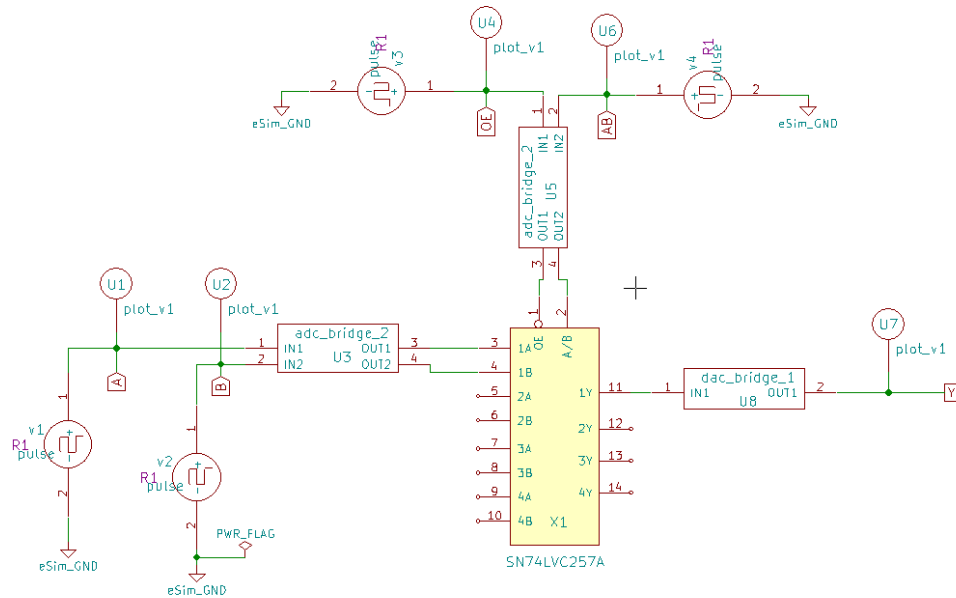 U4
plot_v1
R1
pulse
v3
2
1
eSim_GND
OE
U6
plot_v1
R1
pulse
v4
1
2
eSim_GND
AB
1
2
IN1
IN2
adc_bridge_2
U5
OUT1
OUT2
3
4
U1
plot_v1
A
U2
plot_v1
B
adc_bridge_2
1
IN1
OUT1
3
2
IN2
OUT2
4
U3
1
v1
R1
pulse
2
eSim_GND
1
v2
R1
pulse
2
PWR_FLAG
eSim_GND
1
2
OE
A/B
3
1A
4
1B
5
2A
6
2B
7
3A
8
3B
9
4A
10
4B
1Y
11
2Y
12
3Y
13
4Y
14
X1
SN74LVC257A
dac_bridge_1
1
IN1
OUT1
2
U8
U7
plot_v1
Y